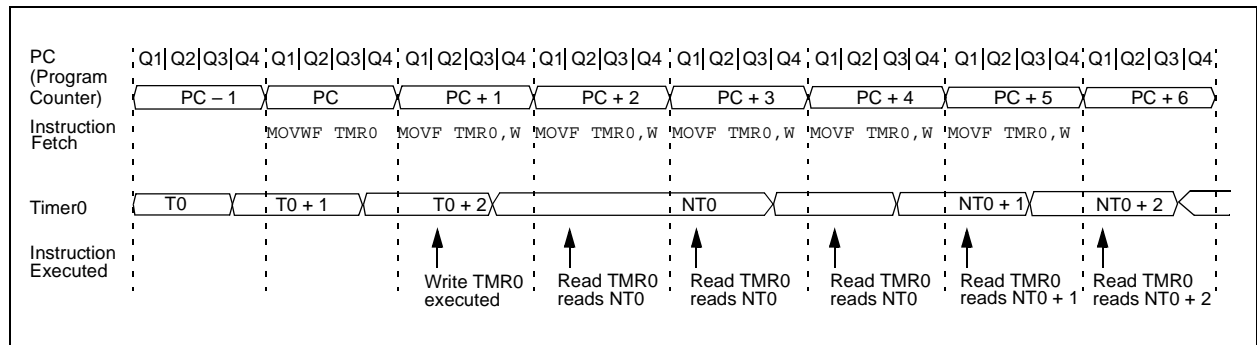 PC (Program Counter)
Q1 Q2 Q3 Q4 Q1 Q2 Q3 Q4 Q1 Q2 Q3 Q4 Q1 Q2 Q3 Q4 Q1 Q2 Q3 Q4 Q1 Q2 Q3 Q4 Q1 Q2 Q3 Q4 Q1 Q2 Q3 Q4
PC – 1 PC PC + 1 PC + 2 PC + 3 PC + 4 PC + 5 PC + 6
Instruction Fetch
MOVWF TMR0 MOVF TMR0,W MOVF TMR0,W MOVF TMR0,W MOVF TMR0,W MOVF TMR0,W
Timer0
T0 T0 + 1 T0 + 2 NT0 NT0 + 1 NT0 + 2
Instruction Executed
Write TMR0 executed
Read TMR0 reads NT0
Read TMR0 reads NT0
Read TMR0 reads NT0
Read TMR0 reads NT0 + 1
Read TMR0 reads NT0 + 2